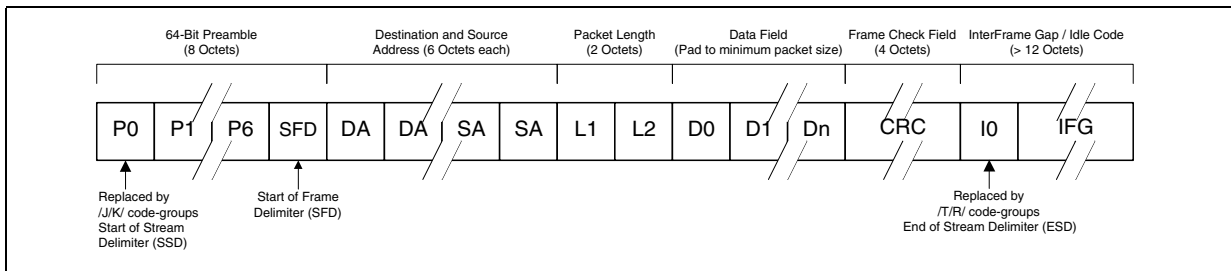 64-Bit Preamble
(8 Octets)
Destination and Source
Address (6 Octets each)
Packet Length
(2 Octets)
Data Field
(Pad to minimum packet size)
Frame Check Field
(4 Octets)
InterFrame Gap / Idle Code
(> 12 Octets)
P0 P1 P6 SFD DA DA SA SA L1 L2 D0 D1 Dn CRC I0 IFG
Replaced by
/J/K/ code-groups
Start of Stream
Delimiter (SSD)
Start of Frame
Delimiter (SFD)
Replaced by
/T/R/ code-groups
End of Stream Delimiter (ESD)